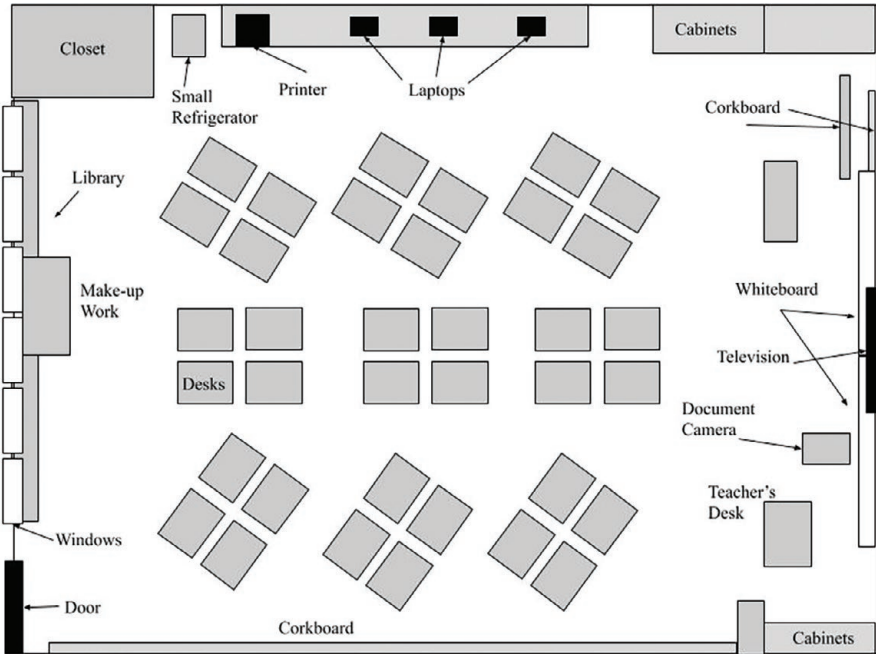 Closet
Cabinets
Small
Refrigerator
Printer
Laptops
Corkboard
Library
Make-up
Work
Whiteboard
Television
Desks
Document
Camera
Teacher's
Desk
Windows
Door
Corkboard
Cabinets